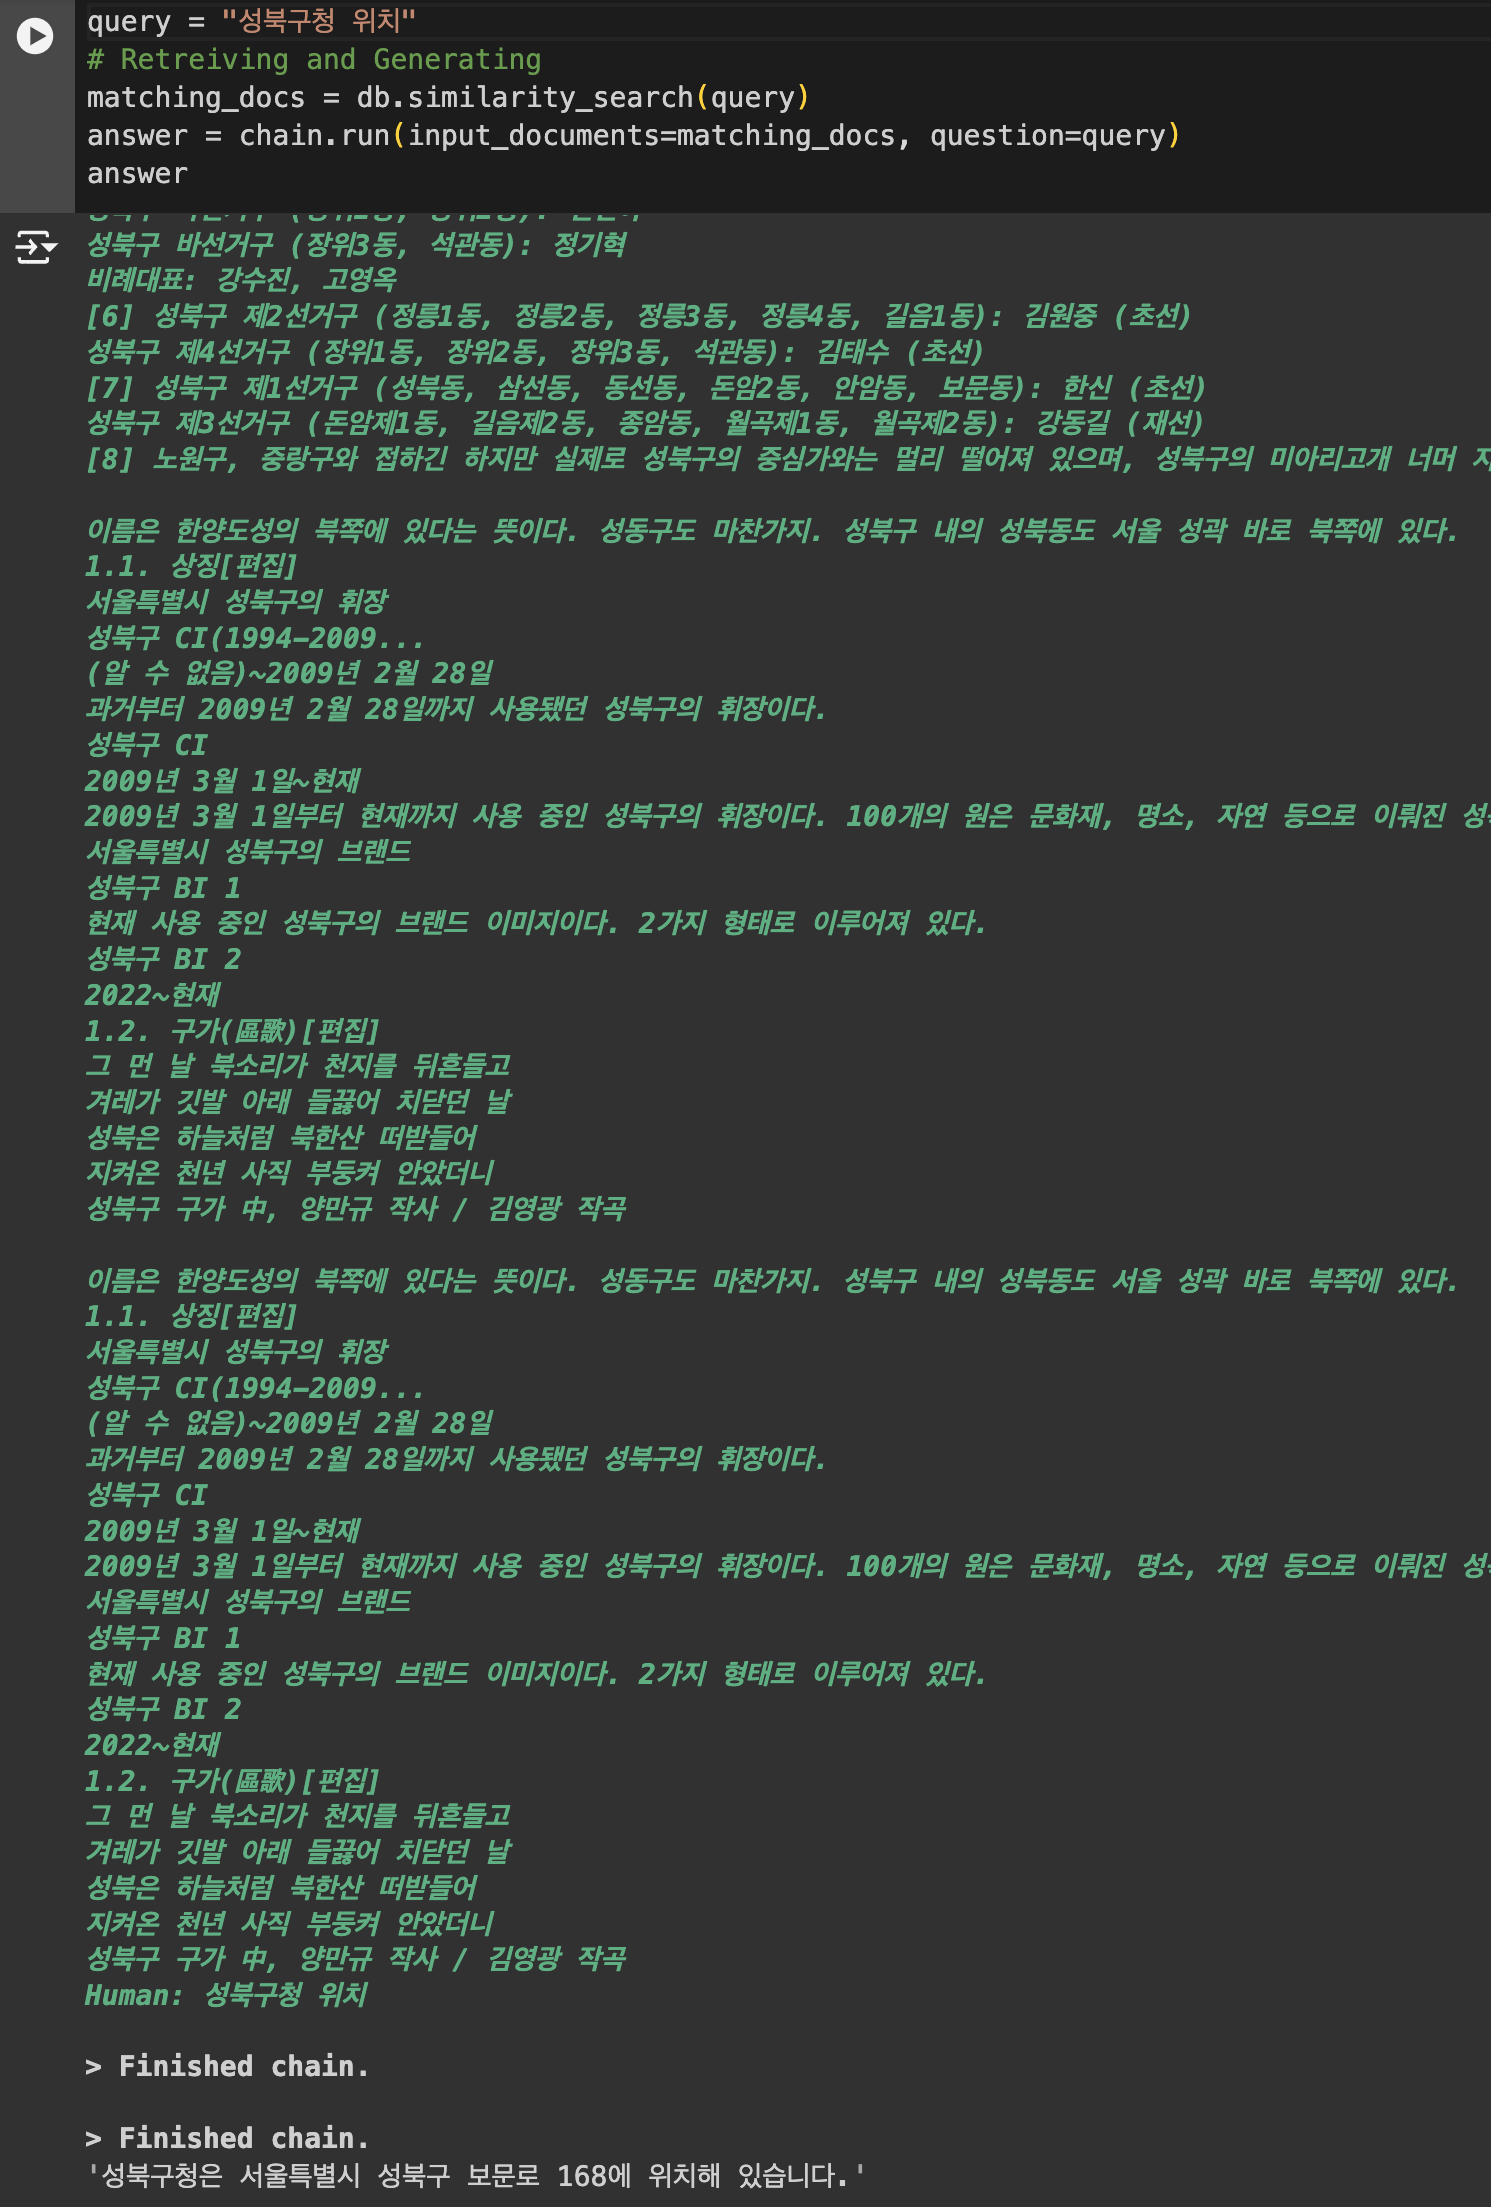 query = "성북구청 위치"
# Retreiving and Generating
matching_docs = db.similarity_search(query)
answer = chain.run(input_documents=matching_docs, question=query)
answer
성북구 바선거구 (장위3동, 석관동): 정기혁
비례대표: 강수진, 고영옥
[6] 성북구 제2선거구 (정릉1동, 정릉2동, 정릉3동, 정릉4동, 길음1동): 김원중 (초선)
성북구 제4선거구 (장위1동, 장위2동, 장위3동, 석관동): 김태수 (초선)
[7] 성북구 제1선거구 (성북동, 삼선동, 동선동, 돈암2동, 안암동, 보문동): 한신 (초선)
성북구 제3선거구 (돈암제1동, 길음제2동, 종암동, 월곡제1동, 월곡제2동): 강동길 (재선)
[8] 노원구, 중랑구와 접하긴 하지만 실제로 성북구의 중심가와는 멀리 떨어져 있으며, 성북구의 미아리고개 너머
이름은 한양도성의 북쪽에 있다는 뜻이다. 성동구도 마찬가지. 성북구 내의 성북동도 서울 성곽 바로 북쪽에 있다.
1.1. 상징[편집]
서울특별시 성북구의 휘장
성북구 CI(1994-2009...
(알 수 없음)~2009년 2월 28일
과거부터 2009년 2월 28일까지 사용됐던 성북구의 휘장이다.
성북구 CI
2009년 3월 1일~현재
2009년 3월 1일부터 현재까지 사용 중인 성북구의 휘장이다. 100개의 원은 문화재, 명소, 자연 등으로 이뤄진
서울특별시 성북구의 브랜드
성북구 BI 1
현재 사용 중인 성북구의 브랜드 이미지이다. 2가지 형태로 이루어져 있다.
성북구 BI 2
2022~현재
1.2. 구가(區歌)[편집]
그 먼 날 북소리가 천지를 뒤흔들고
겨레가 깃발 아래 들끓어 치닫던 날
성북은 하늘처럼 북한산 떠받들어
지켜온 천년 사직 부둥켜 안았더니
성북구 구가 中, 양만규 작사 / 김영광 작곡
이름은 한양도성의 북쪽에 있다는 뜻이다. 성동구도 마찬가지. 성북구 내의 성북동도 서울 성곽 바로 북쪽에 있다.
1.1. 상징[편집]
서울특별시 성북구의 휘장
성북구 CI(1994-2009...
(알 수 없음)~2009년 2월 28일
과거부터 2009년 2월 28일까지 사용됐던 성북구의 휘장이다.
성북구 CI
2009년 3월 1일~현재
2009년 3월 1일부터 현재까지 사용 중인 성북구의 휘장이다. 100개의 원은 문화재, 명소, 자연 등으로 이뤄진
서울특별시 성북구의 브랜드
성북구 BI 1
현재 사용 중인 성북구의 브랜드 이미지이다. 2가지 형태로 이루어져 있다.
성북구 BI 2
2022~현재
1.2. 구가(區歌)[편집]
그 먼 날 북소리가 천지를 뒤흔들고
겨레가 깃발 아래 들끓어 치닫던 날
성북은 하늘처럼 북한산 떠받들어
지켜온 천년 사직 부둥켜 안았더니
성북구 구가 中, 양만규 작사 / 김영광 작곡
Human: 성북구청 위치
> Finished chain.
> Finished chain.
'성북구청은 서울특별시 성북구 보문로 168에 위치해 있습니다.'